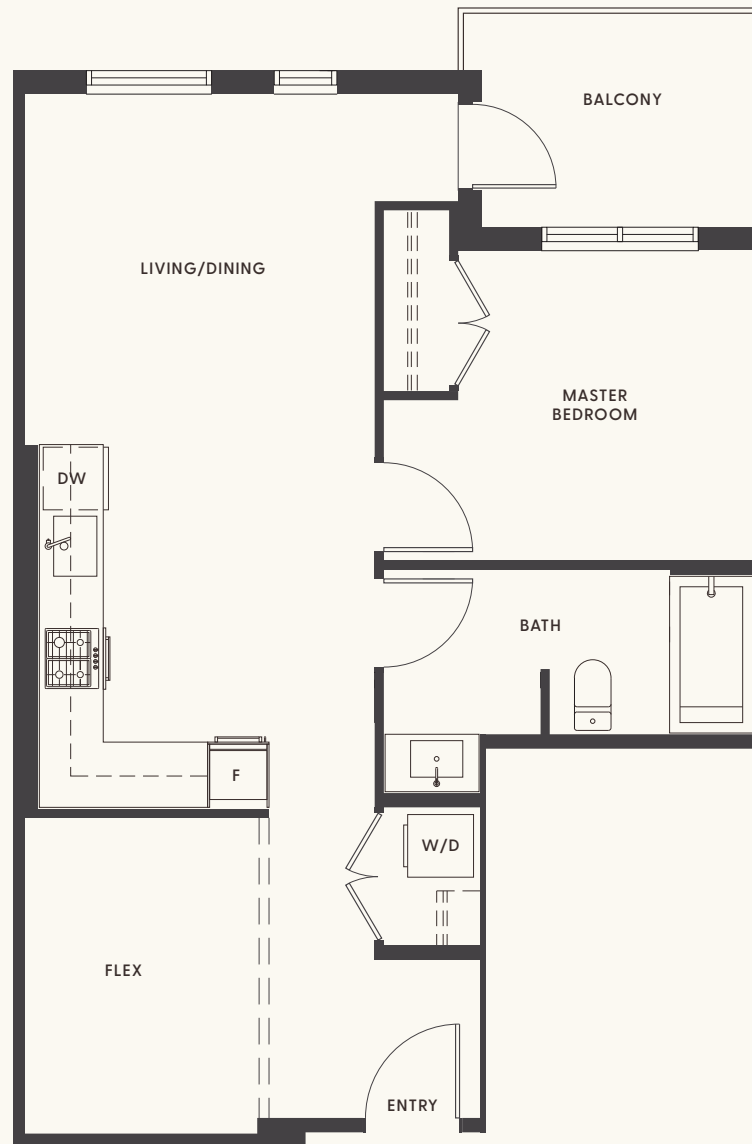 BALCONY
LIVING/DINING
MASTER
BEDROOM
DW
BATH
F
W/D
FLEX
ENTRY